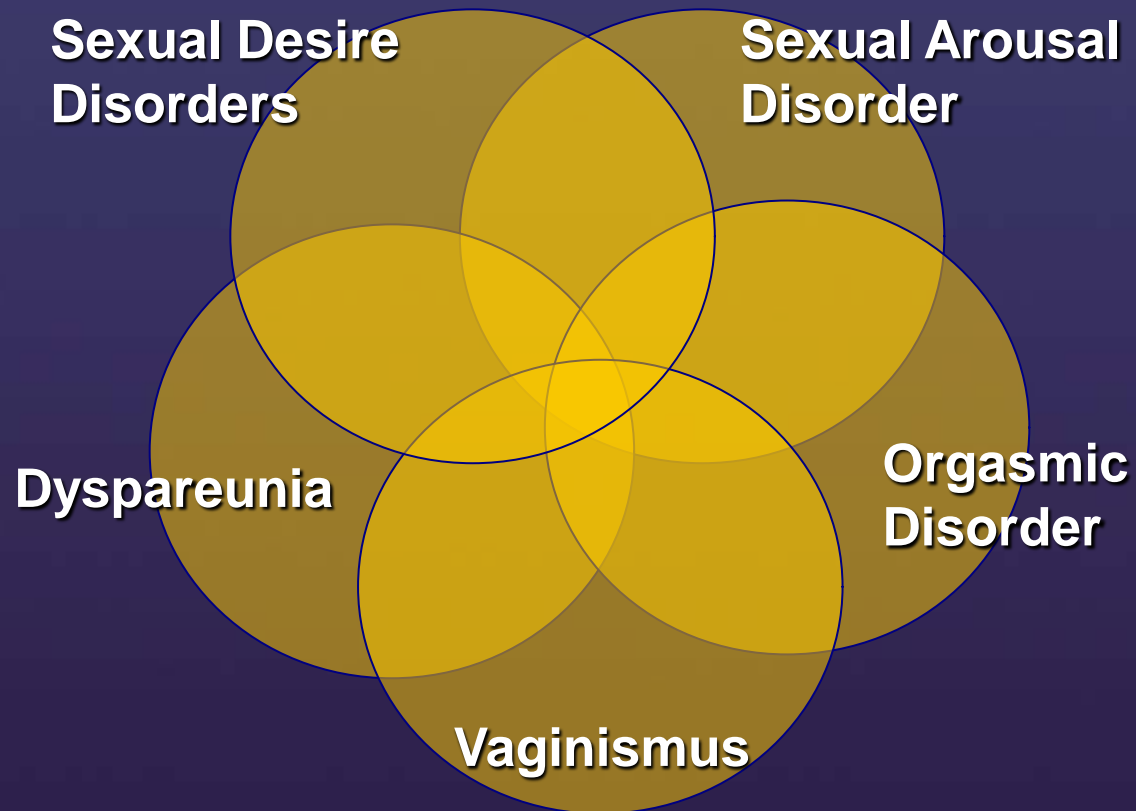 Sexual Desire
Disorders
Sexual Arousal
Disorder
Dyspareunia
Orgasmic
Disorder
Vaginismus